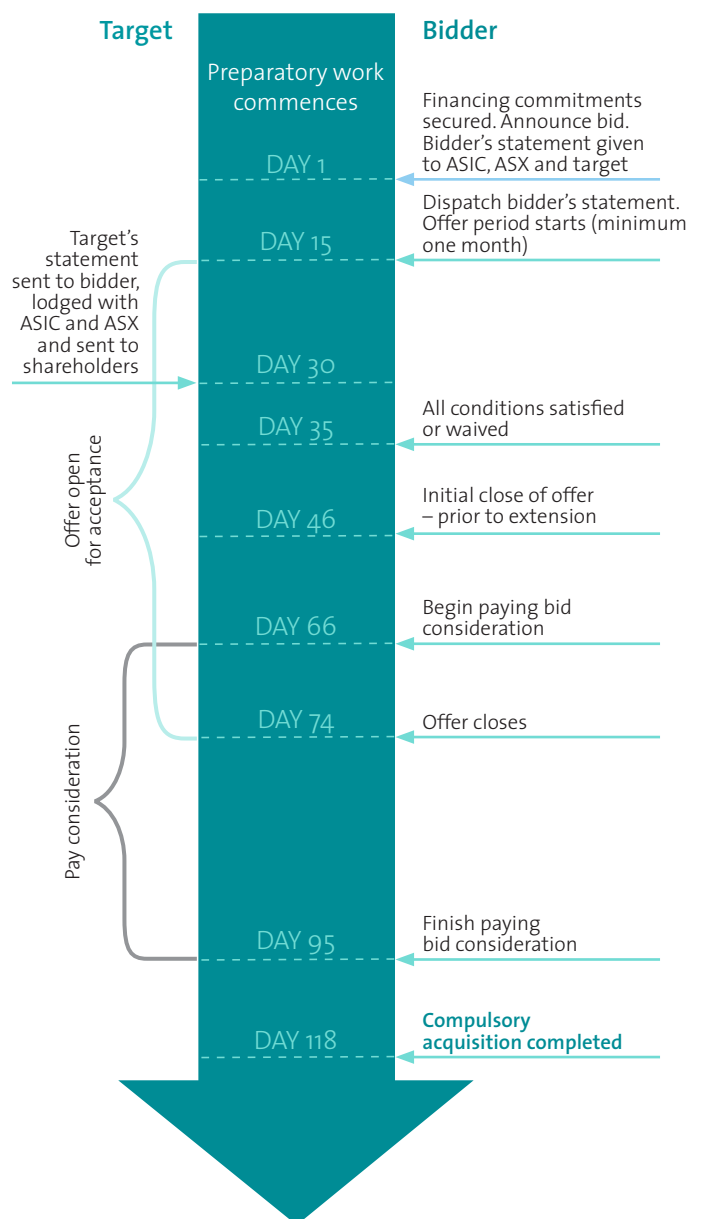 Target
Bidder
Preparatory work
commences
Financing commitments
secured. Announce bid.
Bidder’s statement given
to ASIC, ASX and target
DAY 1
Dispatch bidder’s statement.
Offer period starts (minimum
one month)
DAY 15
Target’s
statement
sent to bidder,
lodged with
ASIC and ASX
and sent to
shareholders
DAY 30
All conditions satisfied
or waived
DAY 35
Offer open
for acceptance
Initial close of offer
– prior to extension
DAY 46
Begin paying bid
consideration
DAY 66
DAY 74
Offer closes
Pay consideration
Finish paying
bid consideration
DAY 95
Compulsory
acquisition completed
DAY 118